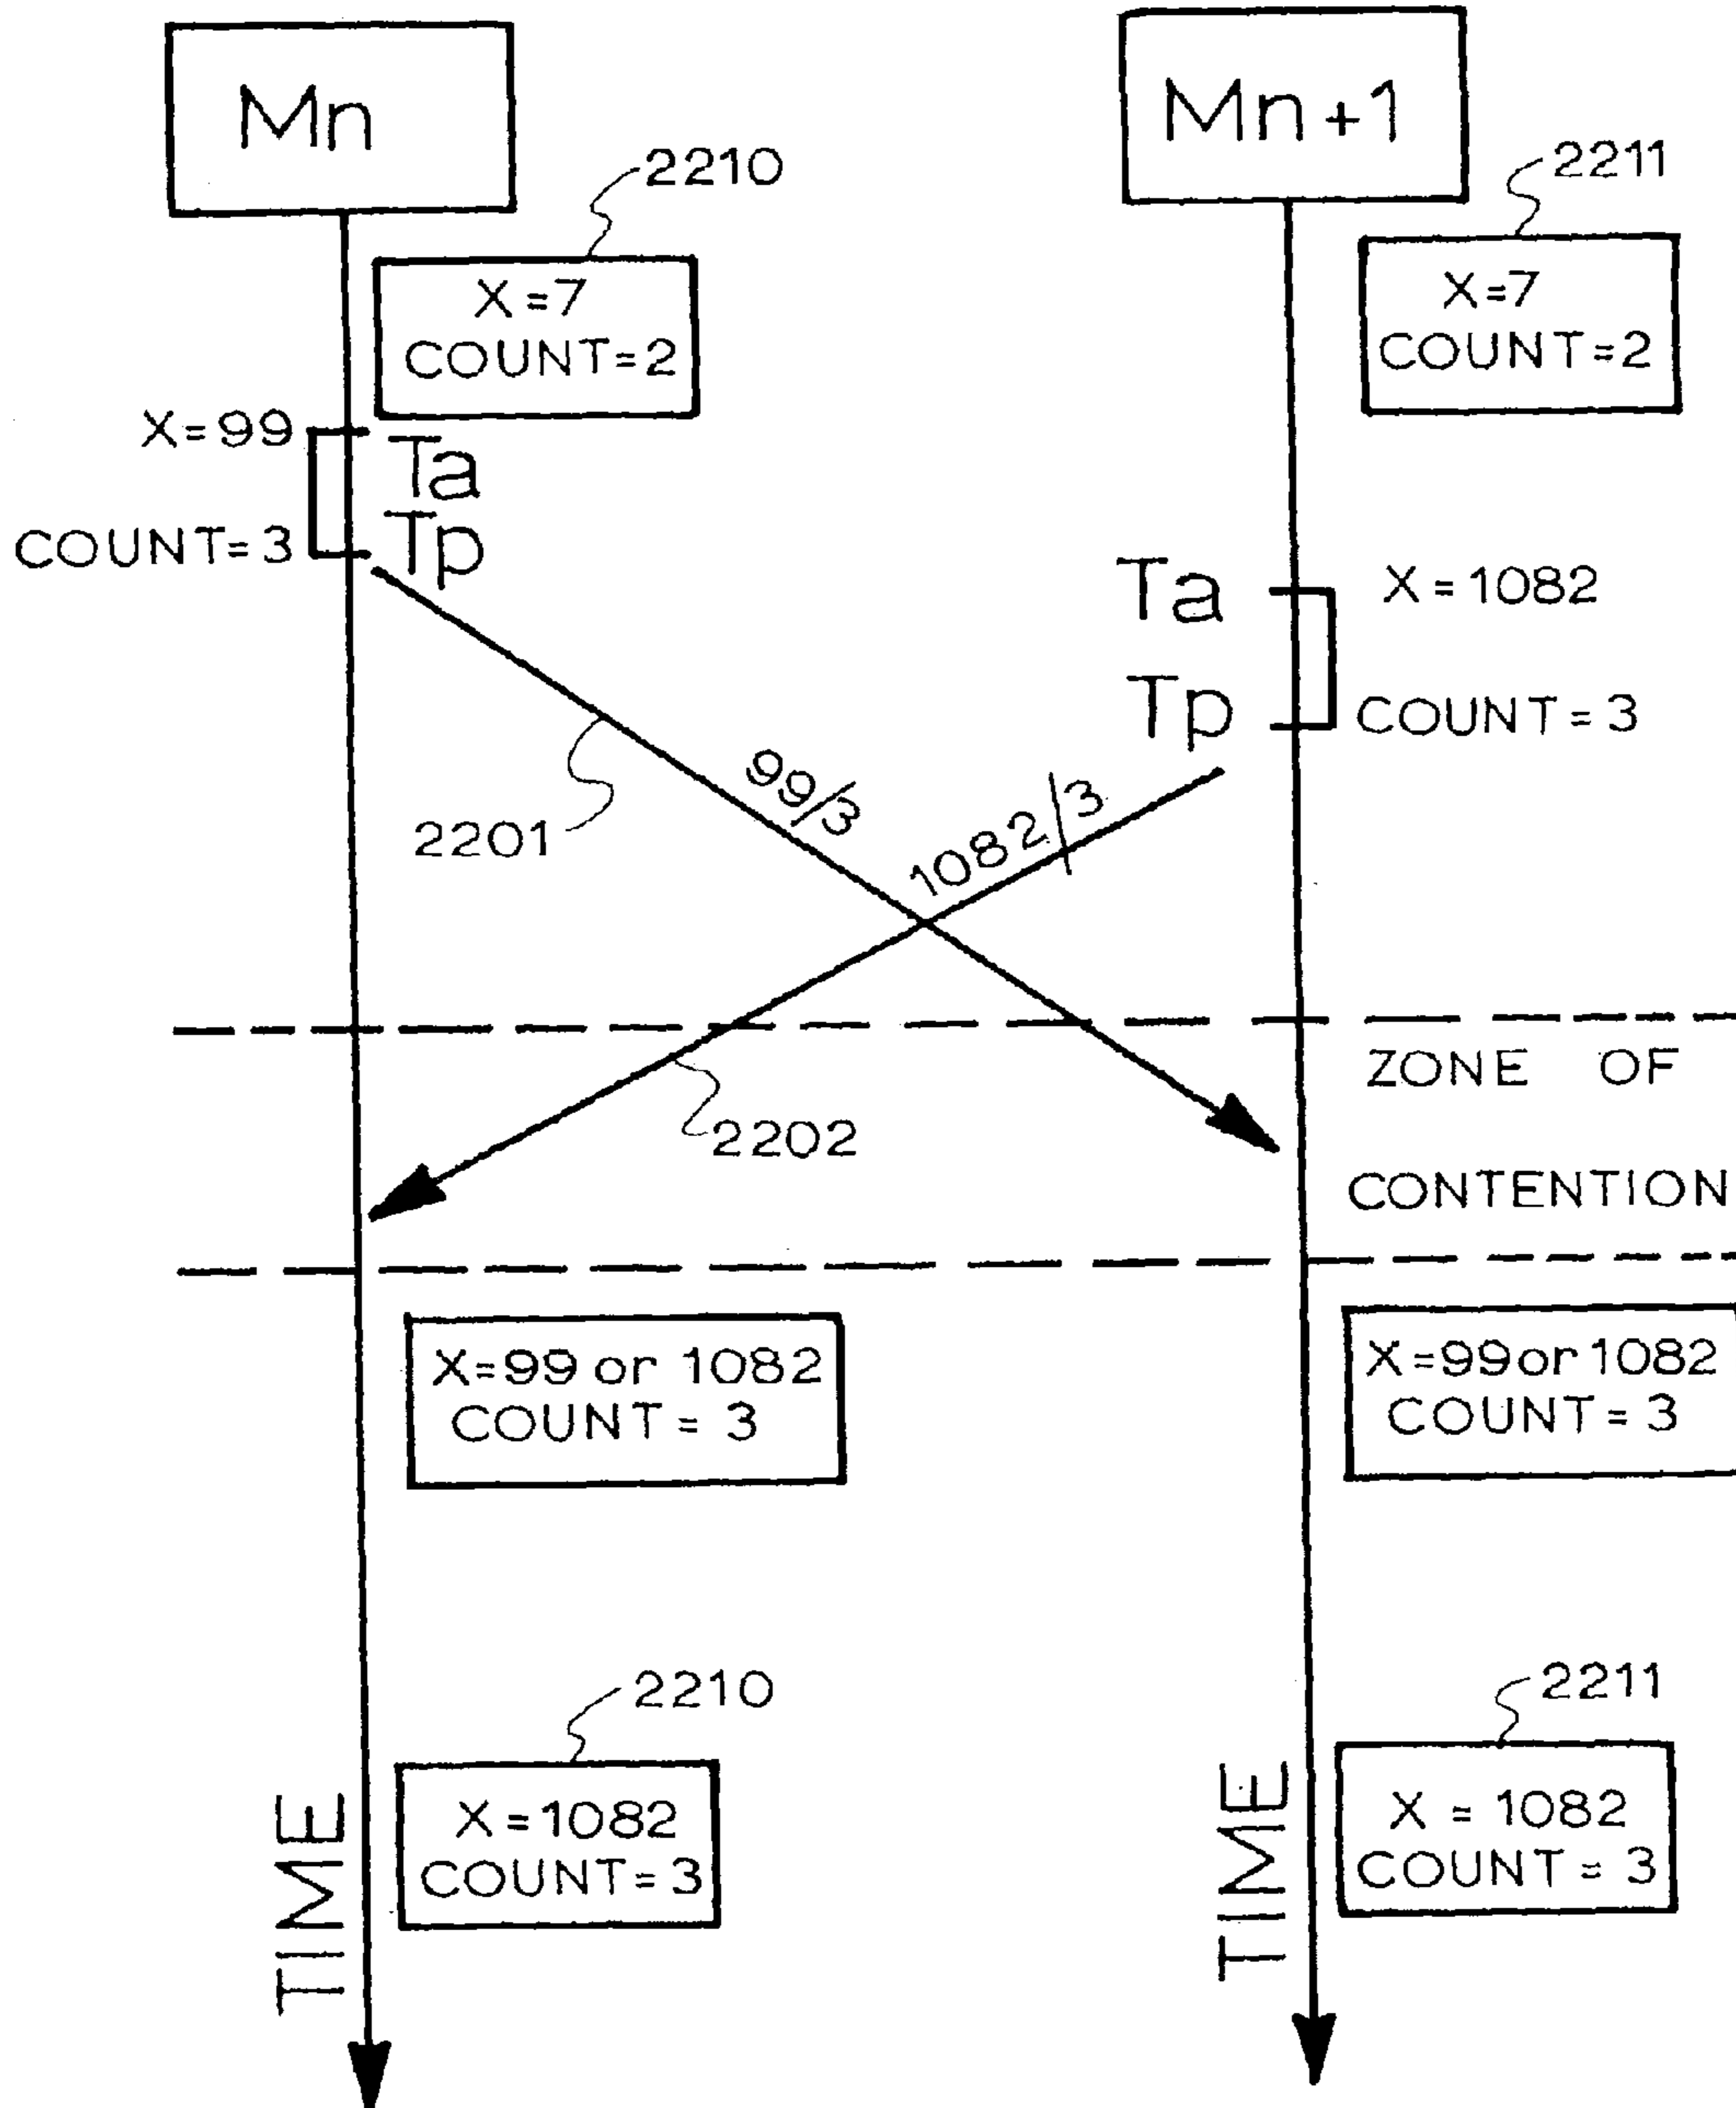 Mn
Mn+1
2210
2211
X=7
COUNT=2
X=7
COUNT=2
X=99
Ta
COUNT=3
Tp
Ta
X=1082
Tp
COUNT=3
2201
99/3
1082/3
2202
ZONE OF
CONTENTION
X=99 or 1082
COUNT=3
X=99 or 1082
COUNT=3
2210
2211
X=1082
COUNT=3
X=1082
COUNT=3
TIME
TIME